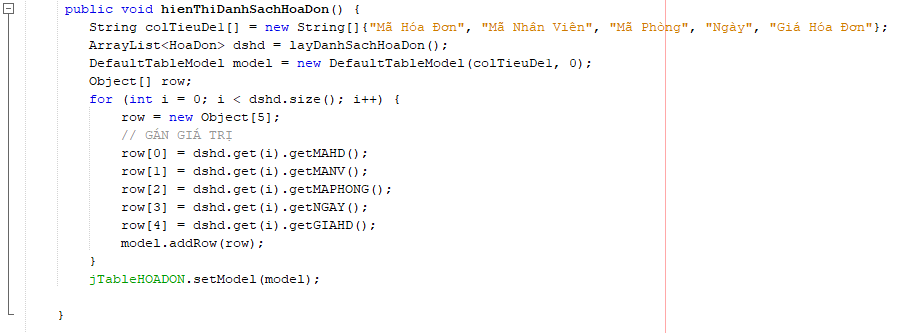 public void hienThiDanhSachHoaDon() {
String colTieuDel[] = new String[]{"Mã Hóa Đơn", "Mã Nhân Viên", "Mã Phòng", "Ngày", "Giá Hóa Đơn"};
ArrayList<HoaDon> dshd = layDanhSachHoaDon();
DefaultTableModel model = new DefaultTableModel(colTieuDel, 0);
Object[] row;
for (int i = 0; i < dshd.size(); i++) {
row = new Object[5];
// GÁN GIÁ TRỊ
row[0] = dshd.get(i).getMAHD();
row[1] = dshd.get(i).getMANV();
row[2] = dshd.get(i).getMAPHONG();
row[3] = dshd.get(i).getNGAY();
row[4] = dshd.get(i).getGIAHD();
model.addRow(row);
}
jTableHOADON.setModel(model);
}